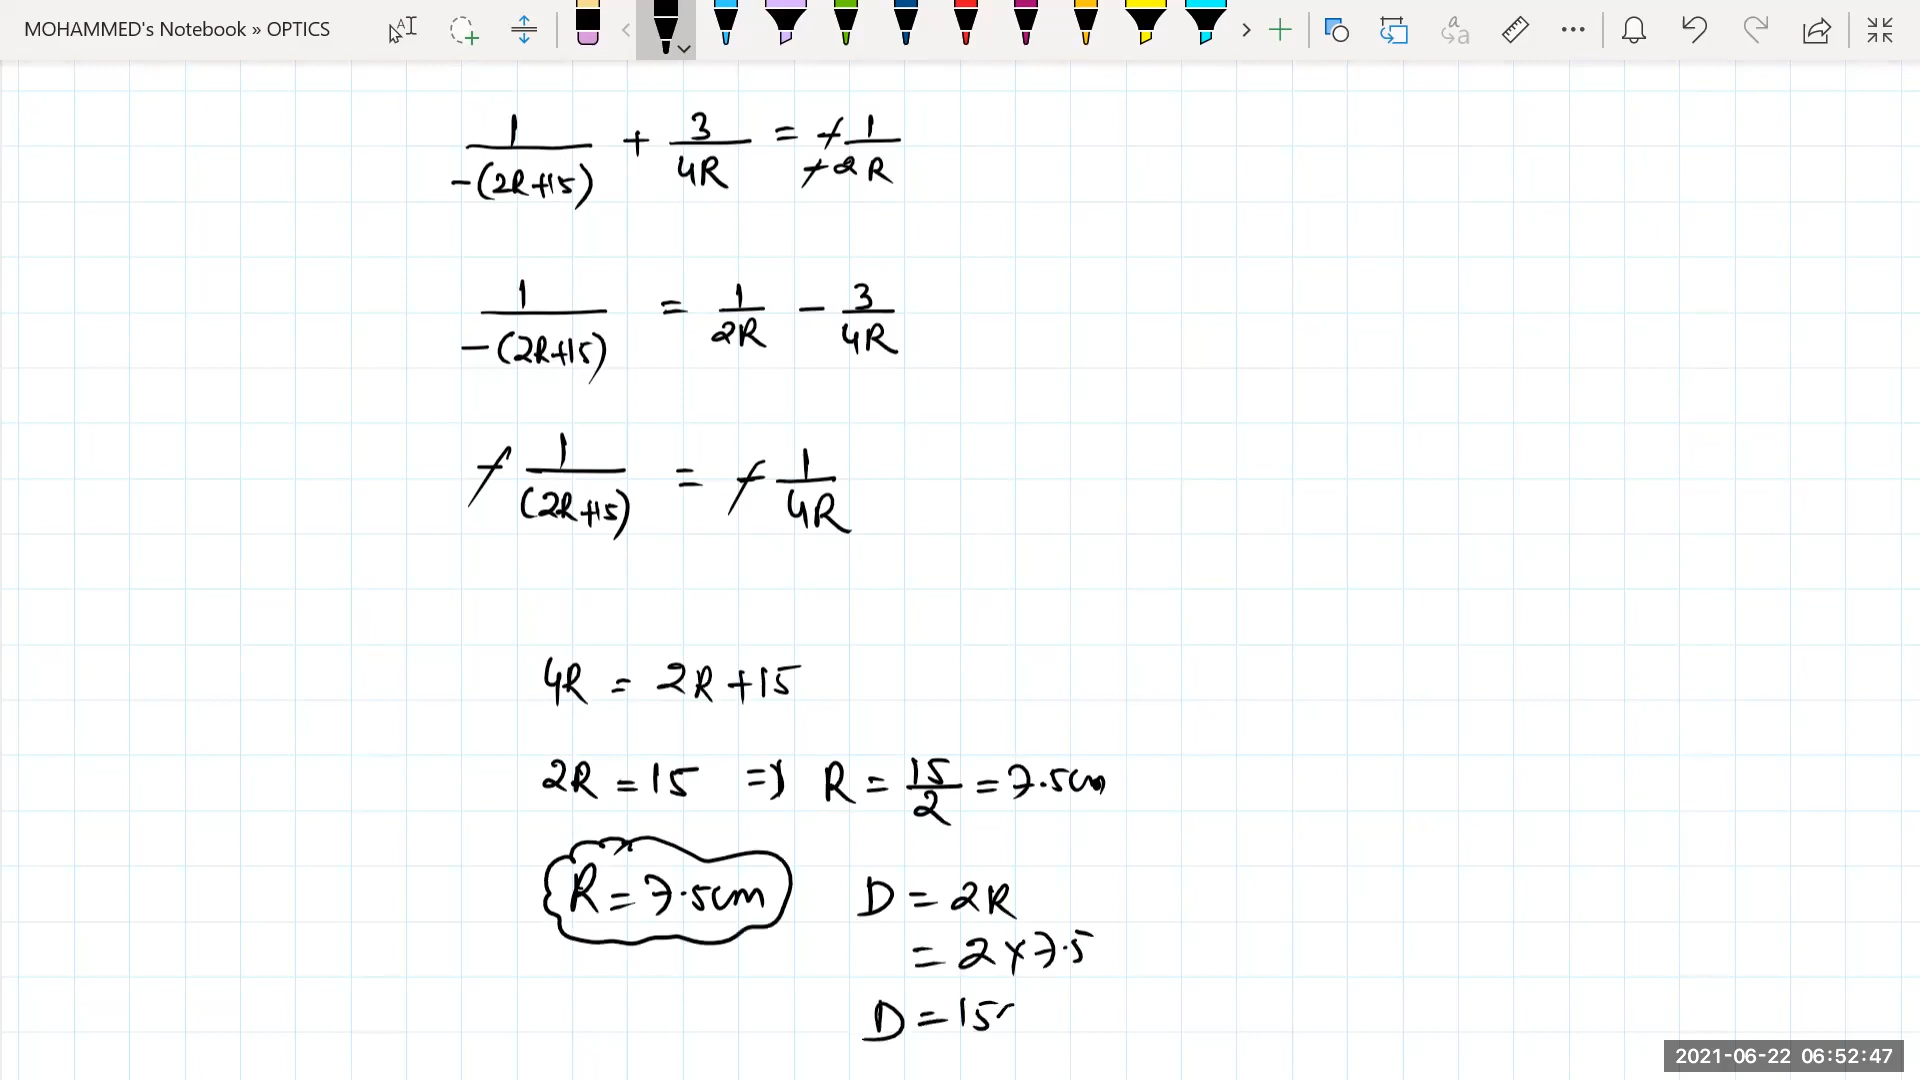 MOHAMMED's Notebook » OPTICS
1/-(2R+15) + 3/4R = -1/-2R
1/-(2R+15) = 1/2R - 3/4R
-1/(2R+15) = -1/4R
4R = 2R+15
2R = 15 => R = 15/2 = 7.5cm
R = 7.5cm
D = 2R
= 2×7.5
D = 15
2021-06-22 06:52:47